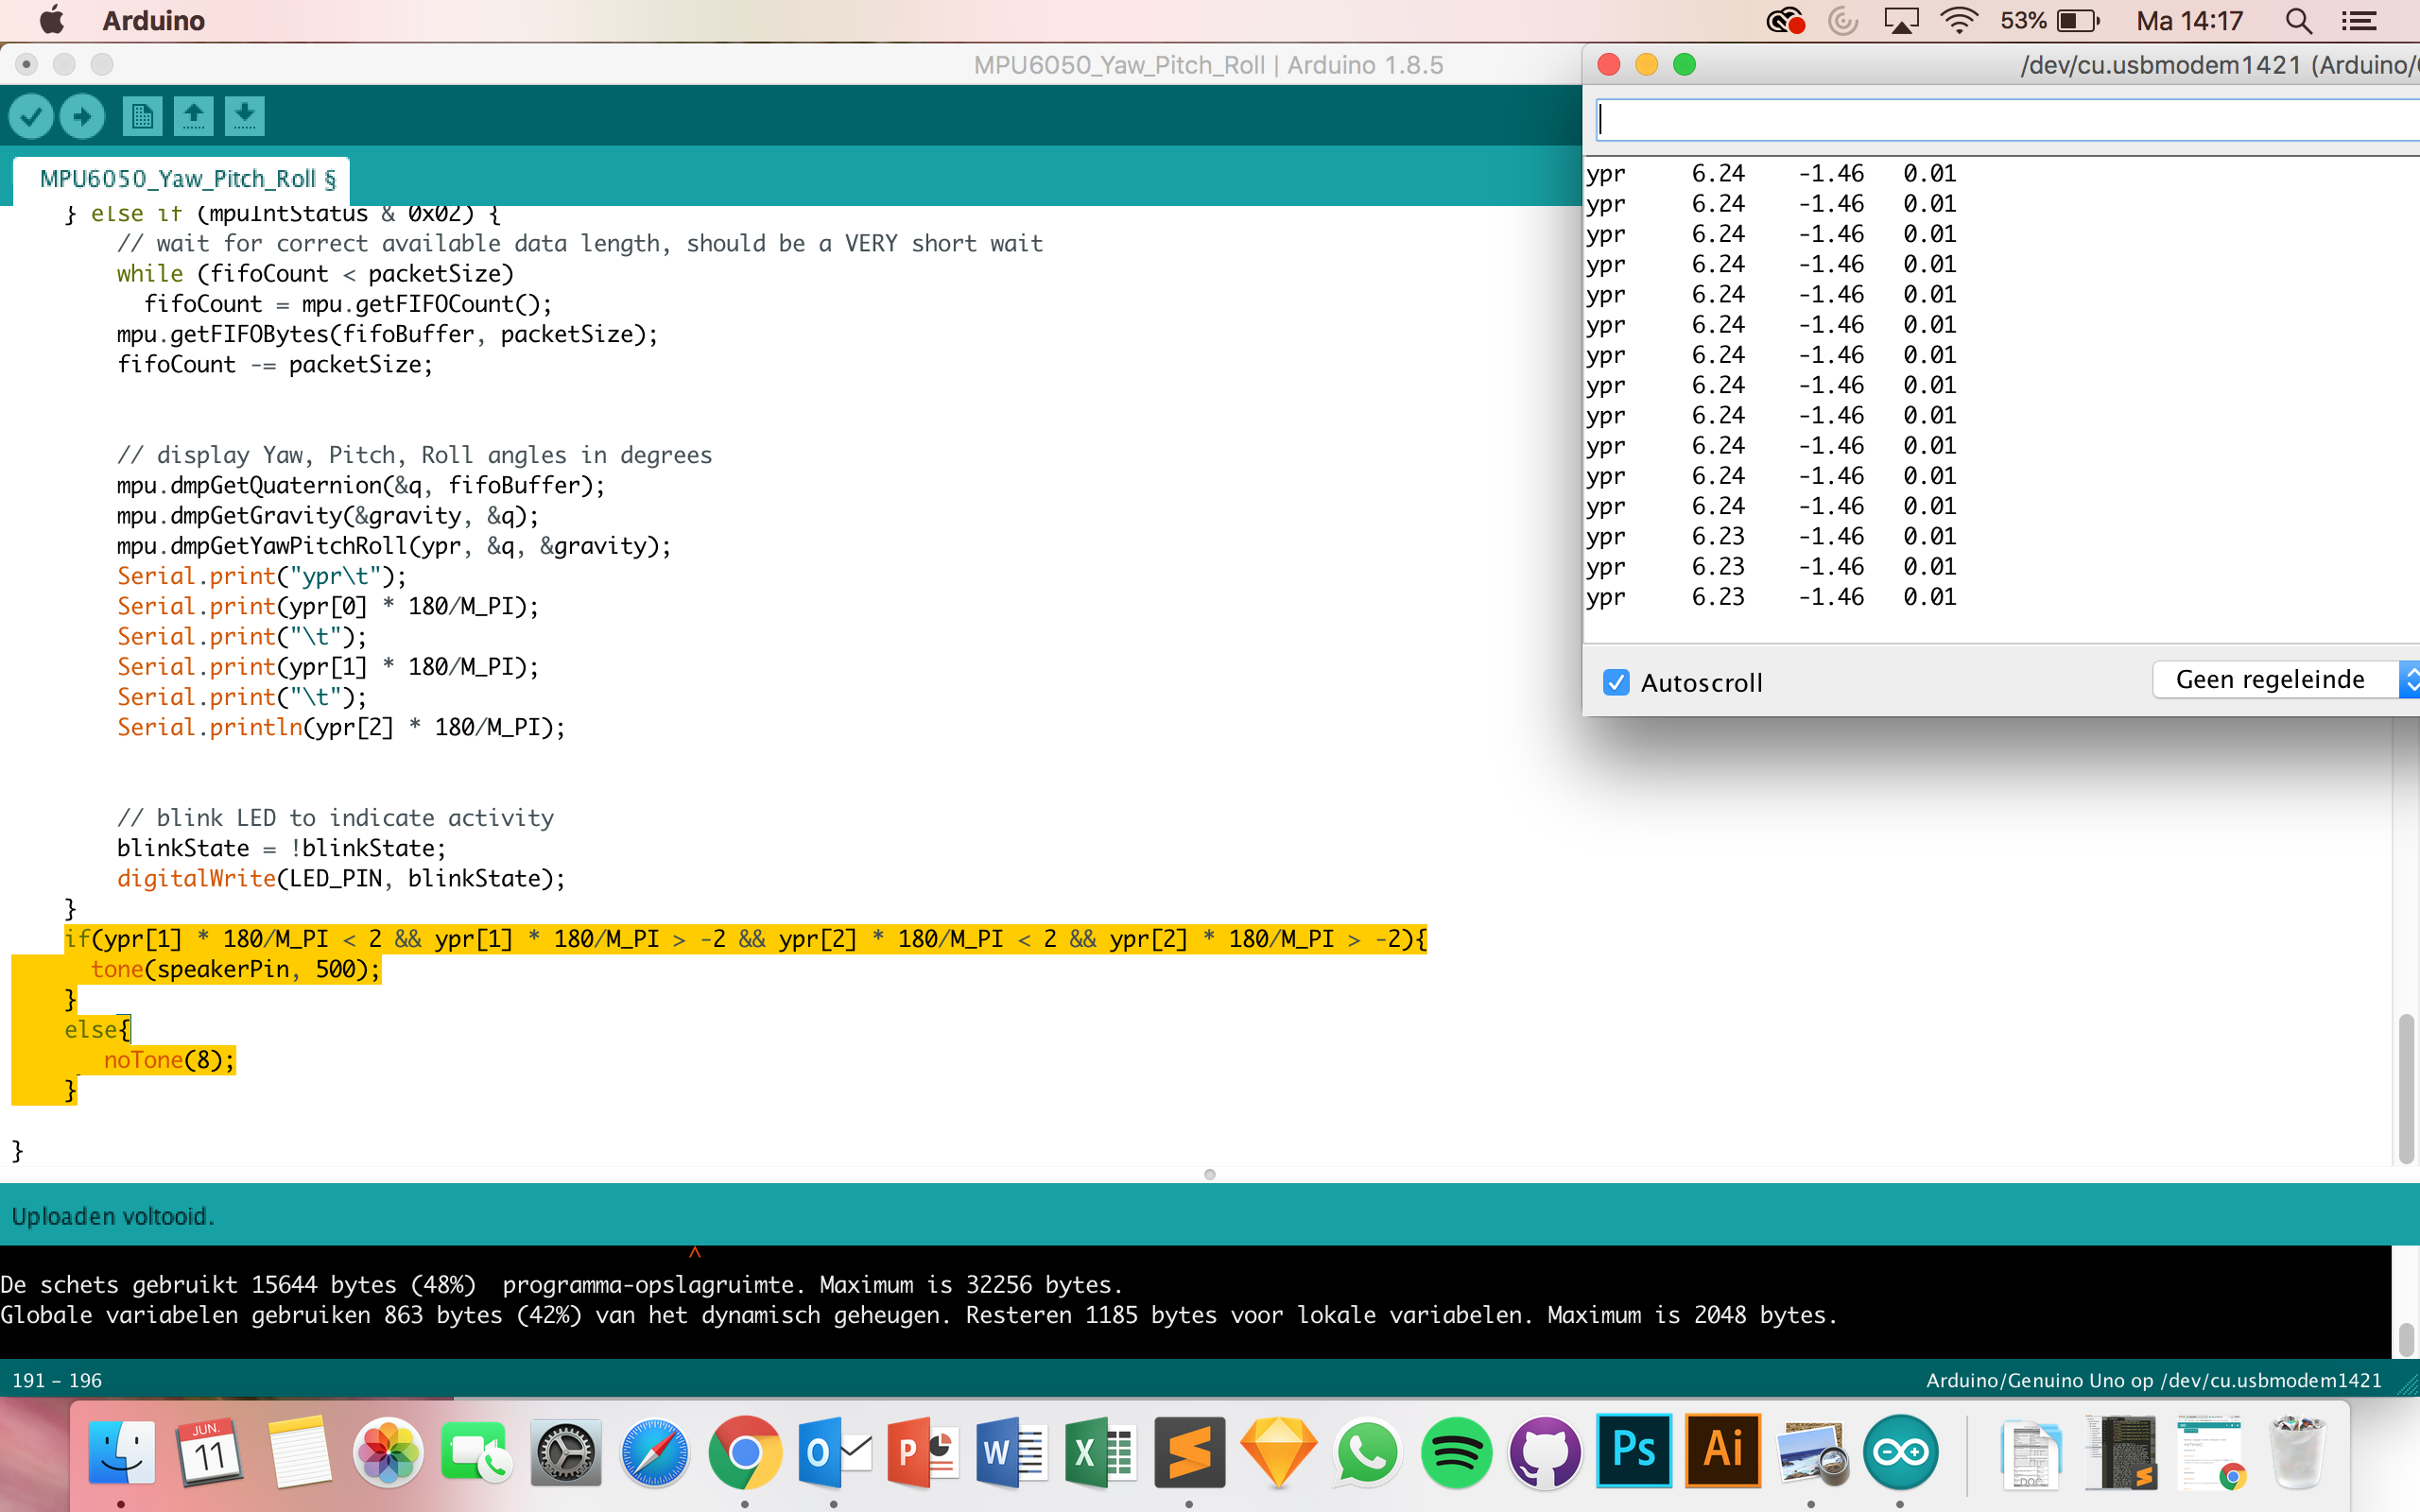 Arduino
53%
Ma 14:17
MPU6050_Yaw_Pitch_Roll | Arduino 1.8.5
MPU6050_Yaw_Pitch_Roll §
} else if (mpuIntStatus & 0x02) {
// wait for correct available data length, should be a VERY short wait
while (fifoCount < packetSize)
fifoCount = mpu.getFIFOCount();
mpu.getFIFOBytes(fifoBuffer, packetSize);
fifoCount -= packetSize;
// display Yaw, Pitch, Roll angles in degrees
mpu.dmpGetQuaternion(&q, fifoBuffer);
mpu.dmpGetGravity(&gravity, &q);
mpu.dmpGetYawPitchRoll(ypr, &q, &gravity);
Serial.print("ypr\t");
Serial.print(ypr[0] * 180/M_PI);
Serial.print("\t");
Serial.print(ypr[1] * 180/M_PI);
Serial.print("\t");
Serial.println(ypr[2] * 180/M_PI);
// blink LED to indicate activity
blinkState = !blinkState;
digitalWrite(LED_PIN, blinkState);
}
if(ypr[1] * 180/M_PI < 2 && ypr[1] * 180/M_PI > -2 && ypr[2] * 180/M_PI < 2 && ypr[2] * 180/M_PI > -2){
tone(speakerPin, 500);
}
else{
noTone(8);
}
}
/dev/cu.usbmodem1421 (Arduino/
ypr 6.24 -1.46 0.01
ypr 6.24 -1.46 0.01
ypr 6.24 -1.46 0.01
ypr 6.24 -1.46 0.01
ypr 6.24 -1.46 0.01
ypr 6.24 -1.46 0.01
ypr 6.24 -1.46 0.01
ypr 6.24 -1.46 0.01
ypr 6.24 -1.46 0.01
ypr 6.24 -1.46 0.01
ypr 6.24 -1.46 0.01
ypr 6.24 -1.46 0.01
ypr 6.23 -1.46 0.01
ypr 6.23 -1.46 0.01
ypr 6.23 -1.46 0.01
Autoscroll
Geen regeleinde
Uploaden voltooid.
^
De schets gebruikt 15644 bytes (48%) programma-opslagruimte. Maximum is 32256 bytes.
Globale variabelen gebruiken 863 bytes (42%) van het dynamisch geheugen. Resteren 1185 bytes voor lokale variabelen. Maximum is 2048 bytes.
191 - 196
Arduino/Genuino Uno op /dev/cu.usbmodem1421
JUN.
11
O
P
W
X
Ps
Ai
DOC